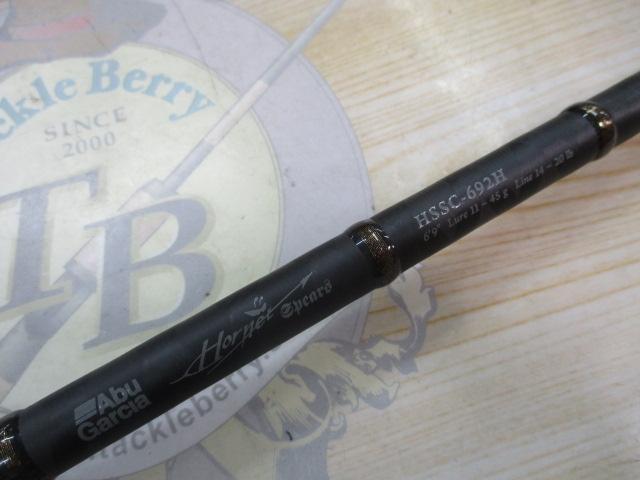 ckle Berry
SINCE
2000
TB
tackleberry.
HSSC-692H
6'9" Lure 11 - 45 g Line 14 - 20 lb
Hornet Spears
Abu
Garcia